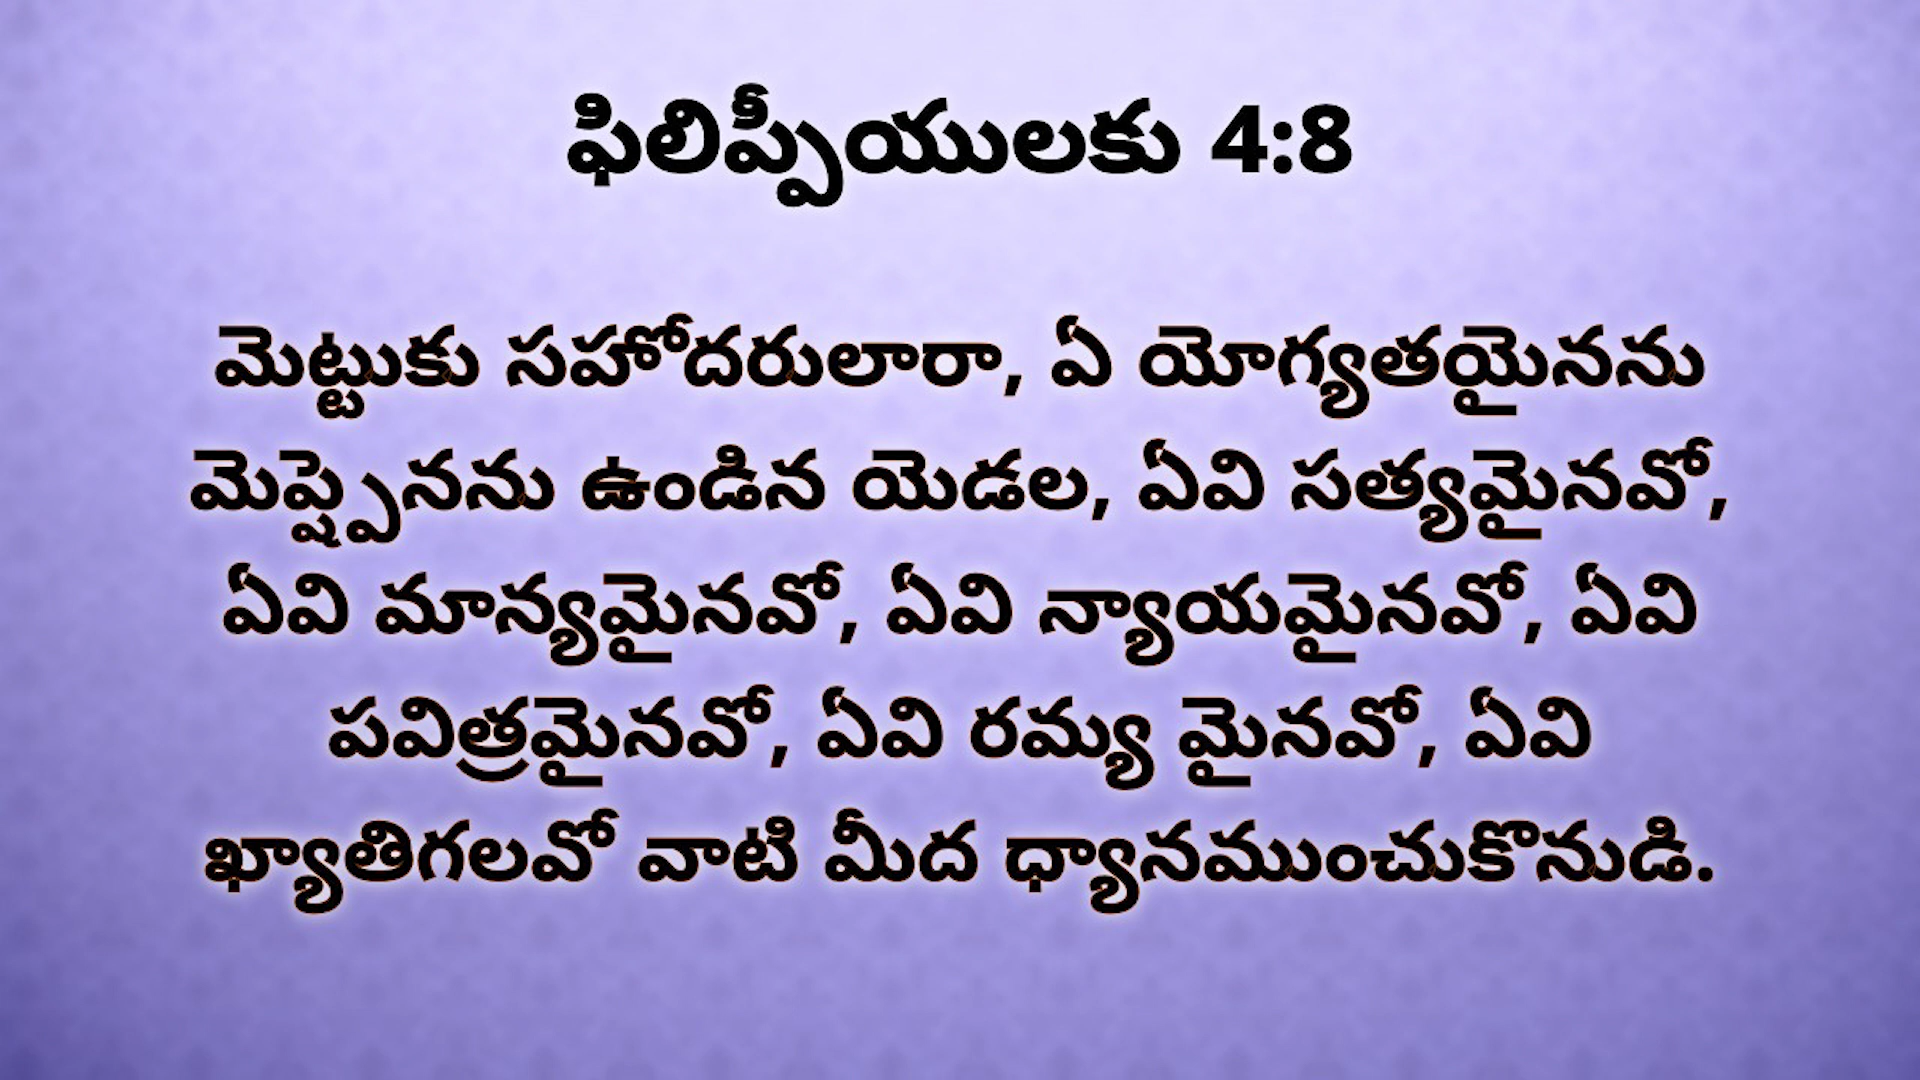 ఫిలిప్పీయులకు 4:8
మెట్టుకు సహోదరులారా, ఏ యోగ్యతయైనను
మెప్ష్పెనను ఉండిన యెడల, ఏవి సత్యమైనవో,
ఏవి మాన్యమైనవో, ఏవి న్యాయమైనవో, ఏవి
పవిత్రమైనవో, ఏవి రమ్య మైనవో, ఏవి
ఖ్యాతిగలవో వాటి మీద ధ్యానముంచుకొనుడి.